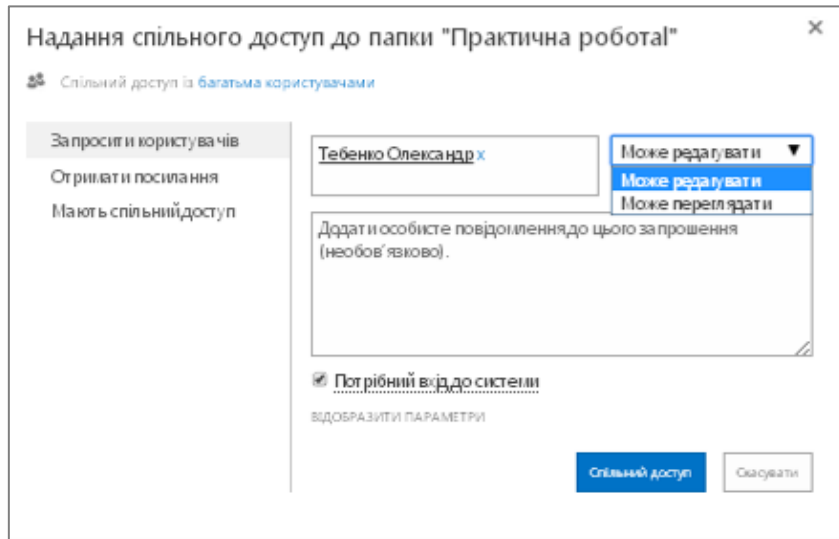 Надання спільного доступ до папки "Практична роботаl"
Спільний доступ із багатьма користувачами
Запросити користувачів
Отримати посилання
Мають спільний доступ
Тебенко Олександр x
Може редагувати
Може редагувати
Може переглядати
Додати особисте повідомлення до цього запрошення
(необов'язково).
Потрібний вхід до системи
ВІДОБРАЗИТИ ПАРАМЕТРИ
Спільний доступ
Скасувати